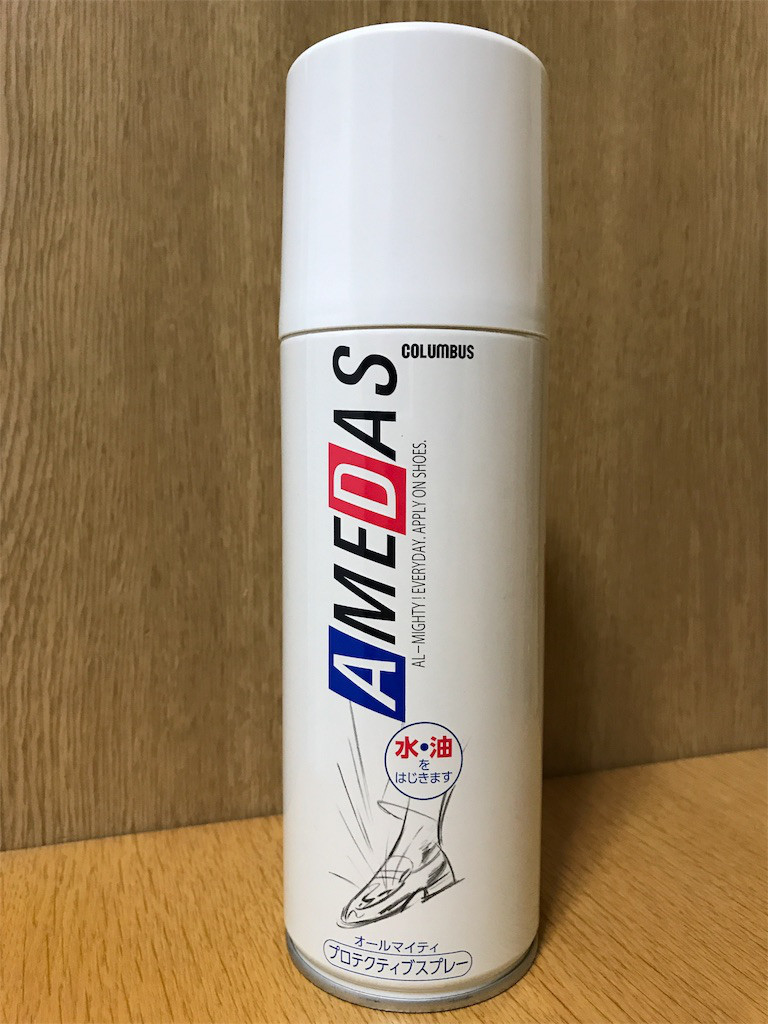 COLUMBUS
AMEDAS
AL-MIGHTY! EVERYDAY. APPLY ON SHOES.
水・油
を
はじきます
オールマイティ
プロテクティブスプレー